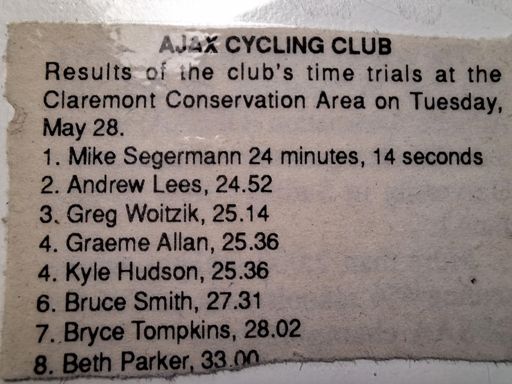 AJAX CYCLING CLUB
Results of the club's time trials at the
Claremont Conservation Area on Tuesday,
May 28.
1. Mike Segermann 24 minutes, 14 seconds
2. Andrew Lees, 24.52
3. Greg Woitzik, 25.14
4. Graeme Allan, 25.36
4. Kyle Hudson, 25.36
6. Bruce Smith, 27.31
7. Bryce Tompkins, 28.02
8. Beth Parker, 33.00